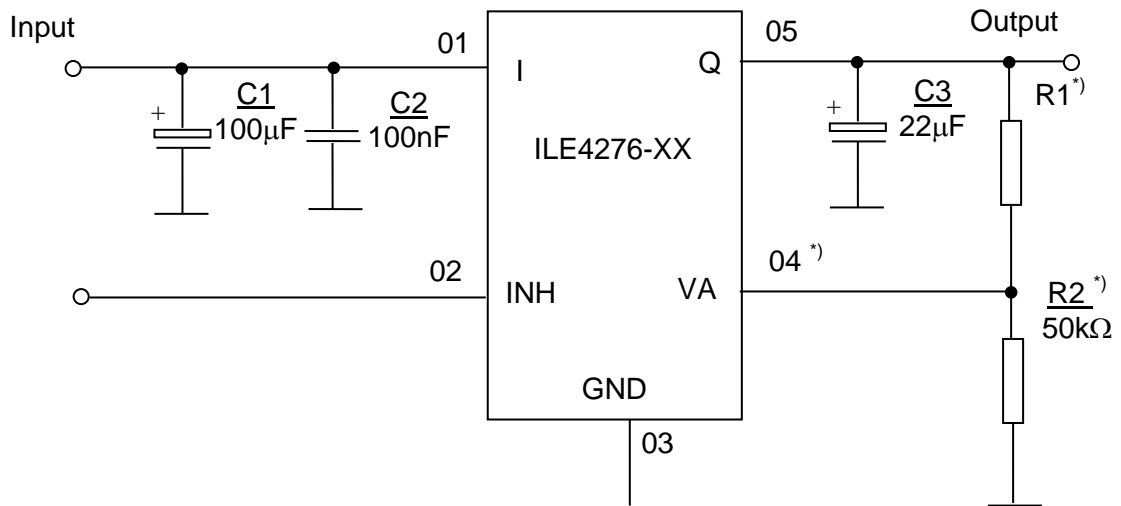 Input
Output
01
05
I
Q
+
C1
100μF
C2
100nF
ILE4276-XX
+
C3
22μF
R1*)
02
04 *)
INH
VA
R2 *)
50kΩ
GND
03